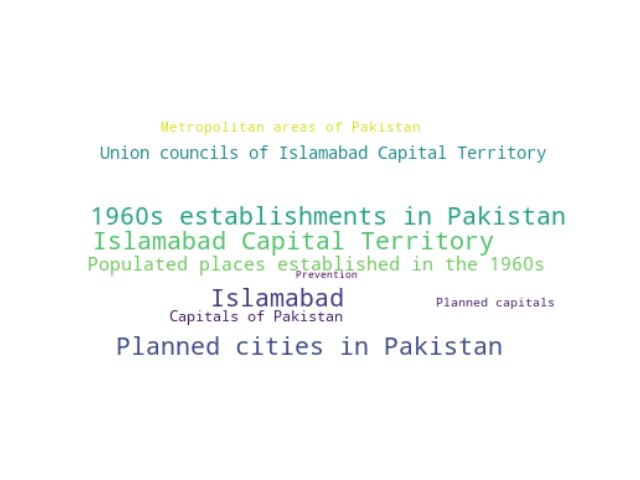 Metropolitan areas of Pakistan
Union councils of Islamabad Capital Territory
1960s establishments in Pakistan
Islamabad Capital Territory
Populated places established in the 1960s
Prevention
Islamabad
Planned capitals
Capitals of Pakistan
Planned cities in Pakistan